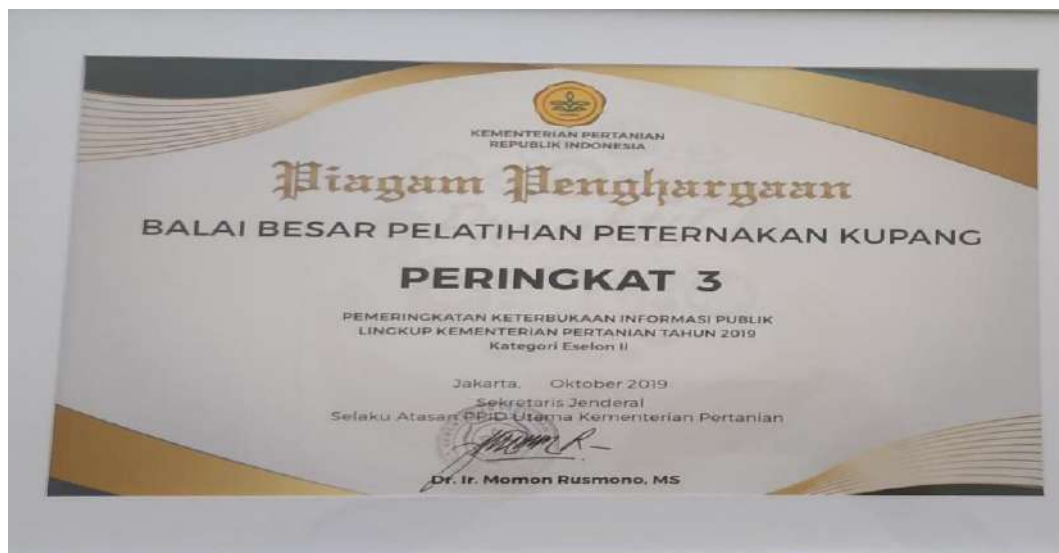 KEMENTERIAN PERTANIAN
REPUBLIK INDONESIA
Piagam Penghargaan
BALAI BESAR PELATIHAN PETERNAKAN KUPANG
PERINGKAT 3
PEMERINGKATAN KETERBUKAAN INFORMASI PUBLIK
LINGKUP KEMENTERIAN PERTANIAN TAHUN 2019
Kategori Eselon II
Jakarta, Oktober 2019
Sekretaris Jenderal
Selaku Atasan PPID Utama Kementerian Pertanian
Dr. Ir. Momon Rusmono, MS